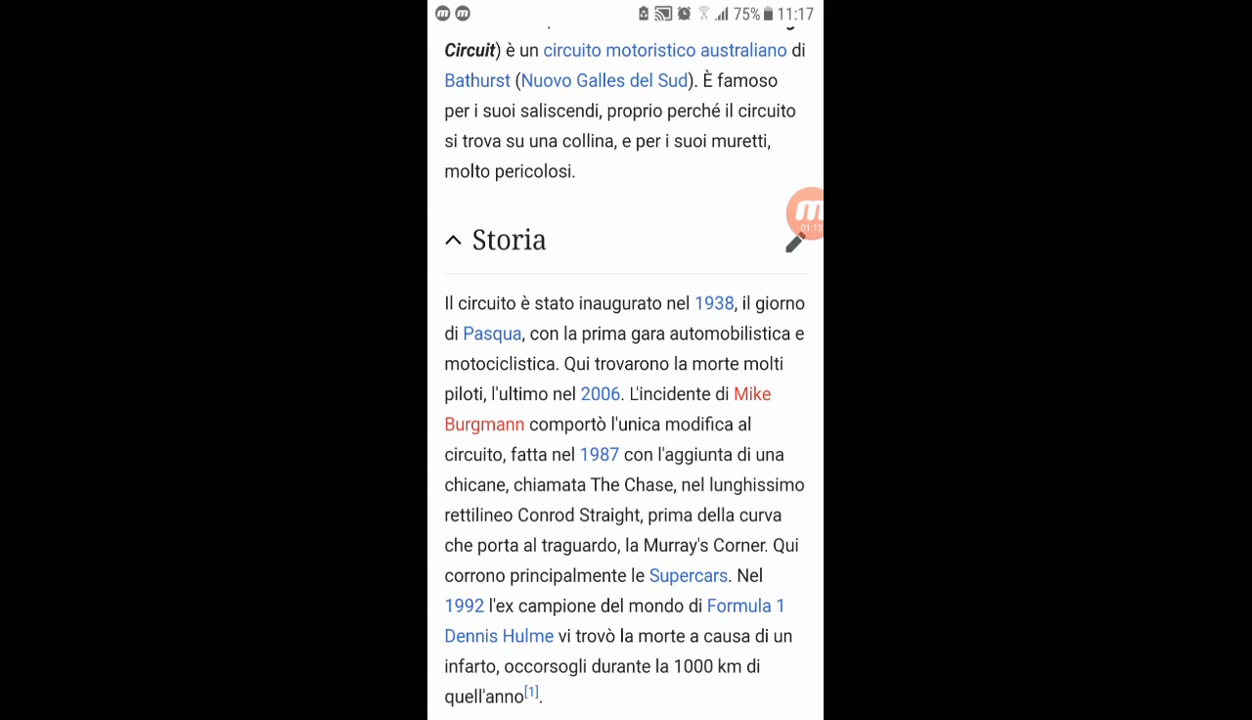 75% 11:17
Circuit) è un circuito motoristico australiano di
Bathurst (Nuovo Galles del Sud). È famoso
per i suoi saliscendi, proprio perché il circuito
si trova su una collina, e per i suoi muretti,
molto pericolosi.
Storia
01:12
Il circuito è stato inaugurato nel 1938, il giorno
di Pasqua, con la prima gara automobilistica e
motociclistica. Qui trovarono la morte molti
piloti, l'ultimo nel 2006. L'incidente di Mike
Burgmann comportò l'unica modifica al
circuito, fatta nel 1987 con l'aggiunta di una
chicane, chiamata The Chase, nel lunghissimo
rettilineo Conrod Straight, prima della curva
che porta al traguardo, la Murray's Corner. Qui
corrono principalmente le Supercars. Nel
1992 l'ex campione del mondo di Formula 1
Dennis Hulme vi trovò la morte a causa di un
infarto, occorsogli durante la 1000 km di
quell'anno[1].